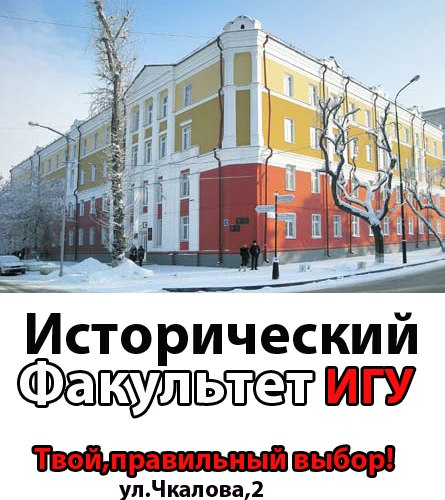 Исторический
Факультет ИГУ
Твой,правильный выбор!
ул.Чкалова,2